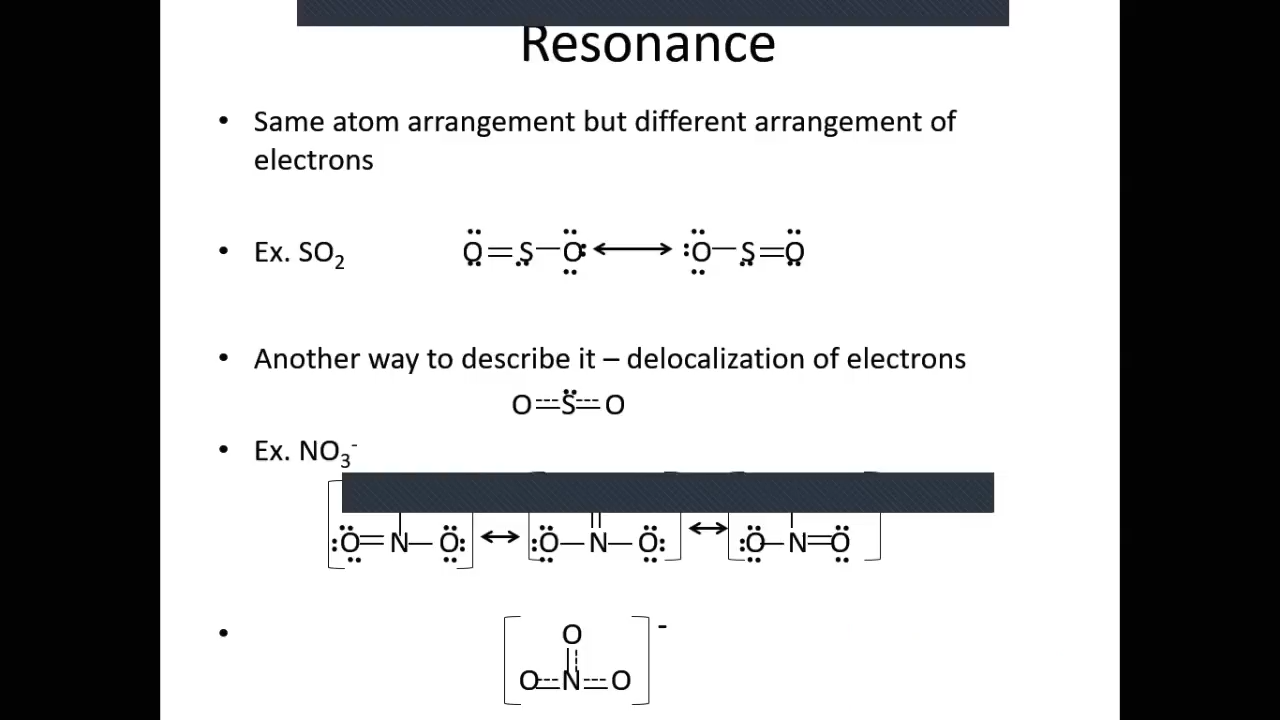 Resonance
• Same atom arrangement but different arrangement of
electrons
• Ex. SO₂ O=S—O ⟷ O—S=O
• Another way to describe it – delocalization of electrons
O=S=O
• Ex. NO₃⁻
O=N—O ↔ O—N—O ↔ O—N=O
•
O -
O=N=O